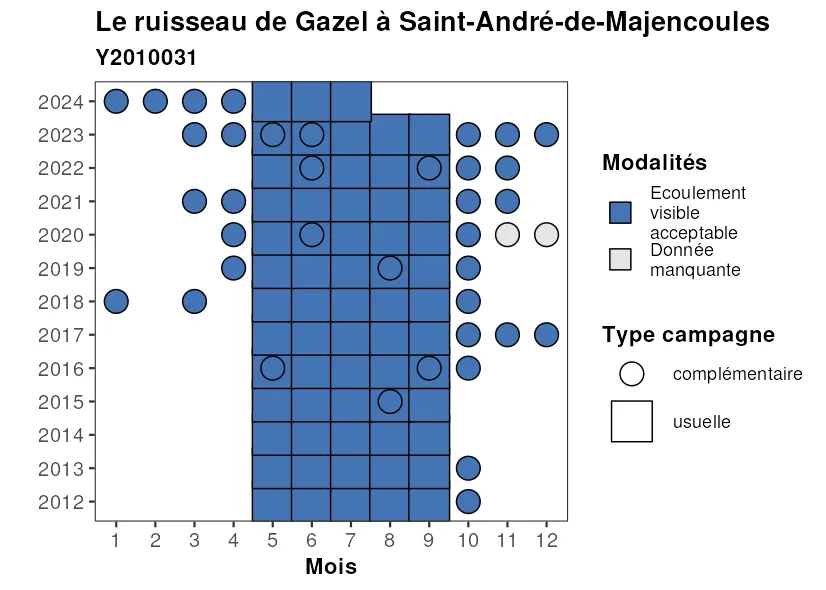 Le ruisseau de Gazel à Saint-André-de-Majencoules
Y2010031
2024
2023
2022
2021
2020
2019
2018
2017
2016
2015
2014
2013
2012
1 2 3 4 5 6 7 8 9 10 11 12
Mois
Modalités
Ecoulement
visible
acceptable
Donnée
manquante
Type campagne
complémentaire
usuelle